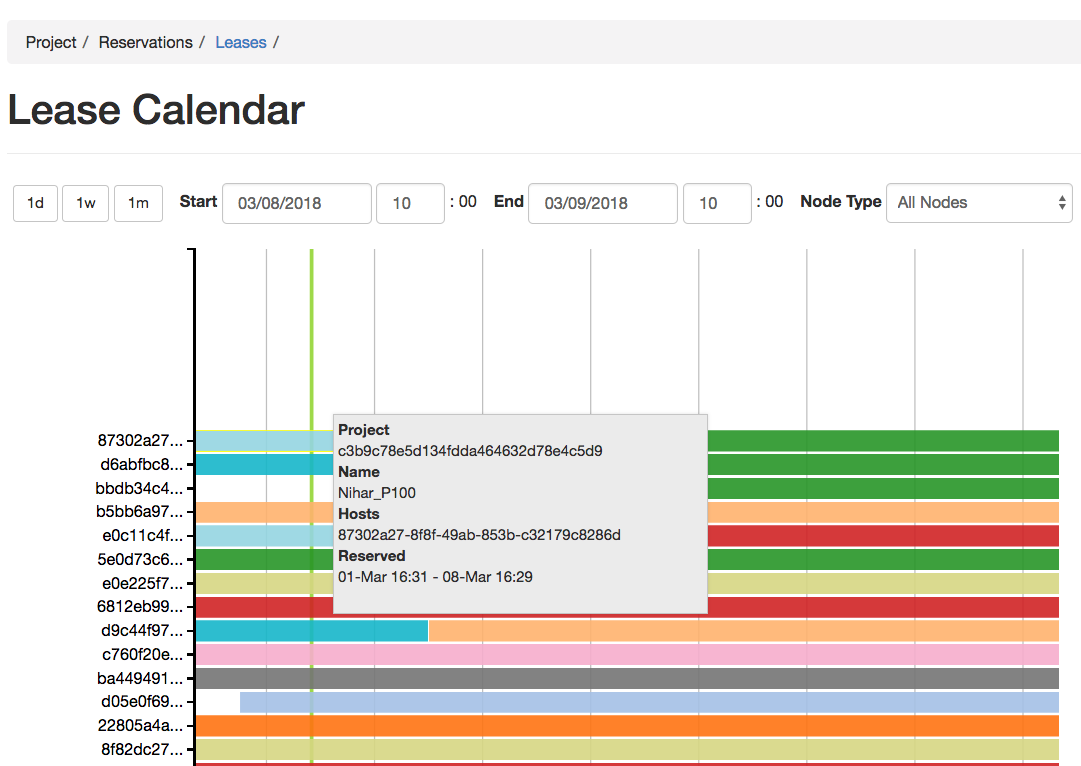 Project / Reservations / Leases /
Lease Calendar
1d 1w 1m Start 03/08/2018 10 : 00 End 03/09/2018 10 : 00 Node Type All Nodes
Project
87302a27...
c3b9c78e5d134fdda464632d78e4c5d9
d6abfbc8...
Name
bbdb34c4...
Nihar_P100
b5bb6a97...
Hosts
e0c11c4f...
87302a27-8f8f-49ab-853b-c32179c8286d
5e0d73c6...
Reserved
e0e225f7...
01-Mar 16:31 - 08-Mar 16:29
6812eb99...
d9c44f97...
c760f20e...
ba449491...
d05e0f69...
22805a4a...
8f82dc27...